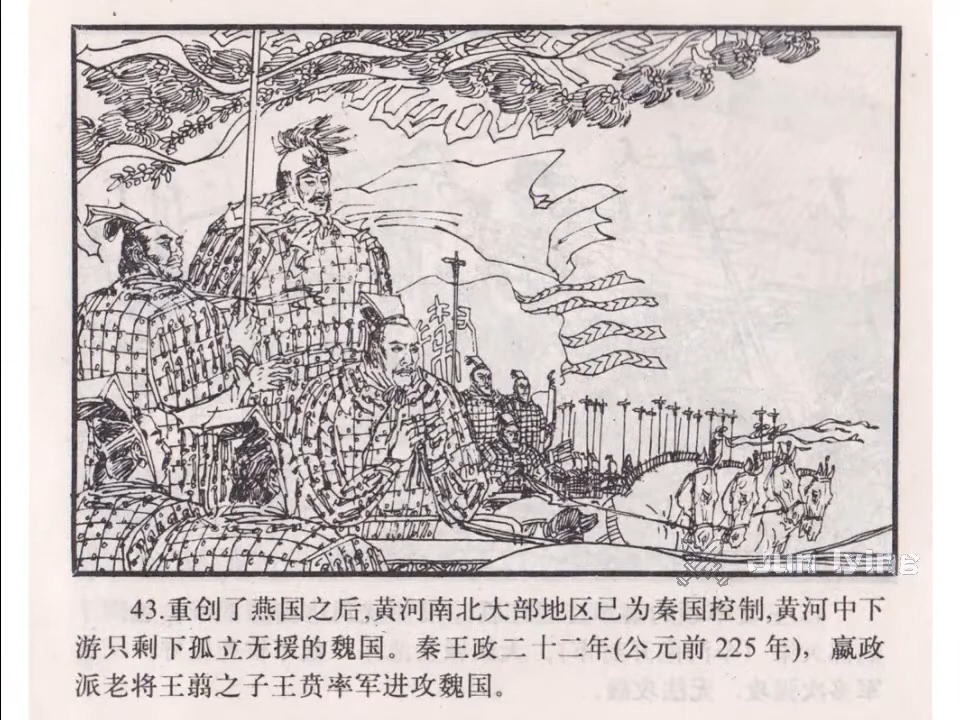 43.重创了燕国之后,黄河南北大部地区已为秦国控制,黄河中下
游只剩下孤立无援的魏国。秦王政二十二年(公元前225年),嬴政
派老将王翦之子王贲率军进攻魏国。